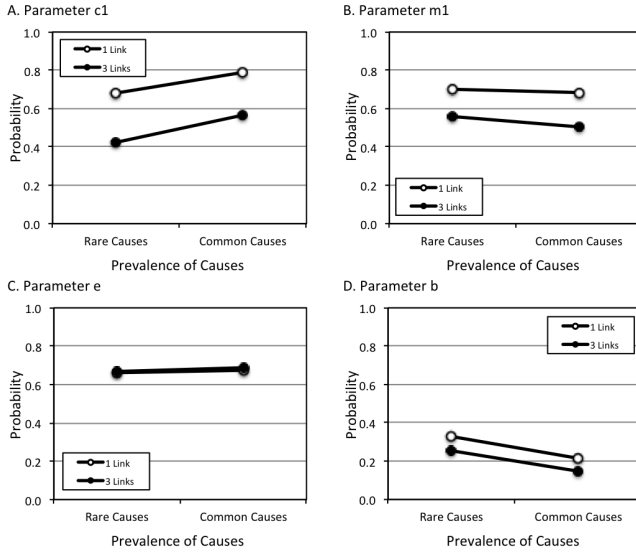 A. Parameter c1
1.0
0.8
0.6
0.4
0.2
0.0
Probability
1 Link
3 Links
Rare Causes Common Causes
Prevalence of Causes
B. Parameter m1
1.0
0.8
0.6
0.4
0.2
0.0
Probability
1 Link
3 Links
Rare Causes Common Causes
Prevalence of Causes
C. Parameter e
1.0
0.8
0.6
0.4
0.2
0.0
Probability
1 Link
3 Links
Rare Causes Common Causes
Prevalence of Causes
D. Parameter b
1.0
0.8
0.6
0.4
0.2
0.0
Probability
1 Link
3 Links
Rare Causes Common Causes
Prevalence of Causes